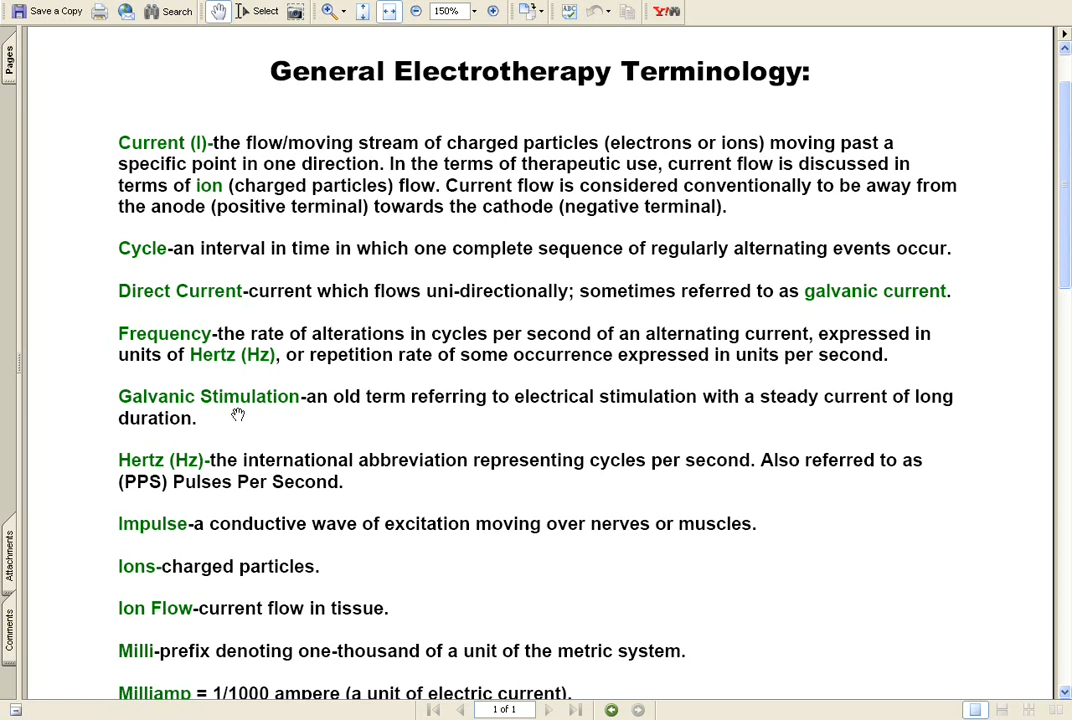 Save a Copy Search Select 150% Y!
General Electrotherapy Terminology:
Pages
Current (I)-the flow/moving stream of charged particles (electrons or ions) moving past a
specific point in one direction. In the terms of therapeutic use, current flow is discussed in
terms of ion (charged particles) flow. Current flow is considered conventionally to be away from
the anode (positive terminal) towards the cathode (negative terminal).
Cycle-an interval in time in which one complete sequence of regularly alternating events occur.
Direct Current-current which flows uni-directionally; sometimes referred to as galvanic current.
Frequency-the rate of alterations in cycles per second of an alternating current, expressed in
units of Hertz (Hz), or repetition rate of some occurrence expressed in units per second.
Galvanic Stimulation-an old term referring to electrical stimulation with a steady current of long
duration.
Hertz (Hz)-the international abbreviation representing cycles per second. Also referred to as
(PPS) Pulses Per Second.
Impulse-a conductive wave of excitation moving over nerves or muscles.
Attachments
Ions-charged particles.
Ion Flow-current flow in tissue.
Comments
Milli-prefix denoting one-thousand of a unit of the metric system.
Milliamp = 1/1000 ampere (a unit of electric current).
1 of 1